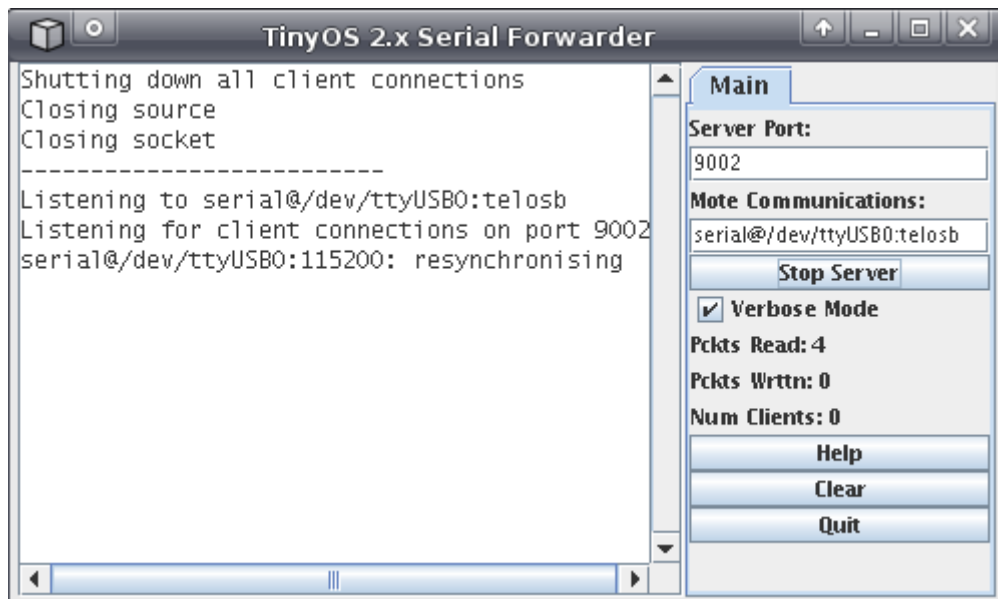 TinyOS 2.x Serial Forwarder
Shutting down all client connections
Closing source
Closing socket
--------------------------
Listening to serial@/dev/ttyUSB0:telosb
Listening for client connections on port 9002
serial@/dev/ttyUSB0:115200: resynchronising
Main
Server Port:
9002
Mote Communications:
serial@/dev/ttyUSB0:telosb
Stop Server
Verbose Mode
Pckts Read: 4
Pckts Wrttn: 0
Num Clients: 0
Help
Clear
Quit